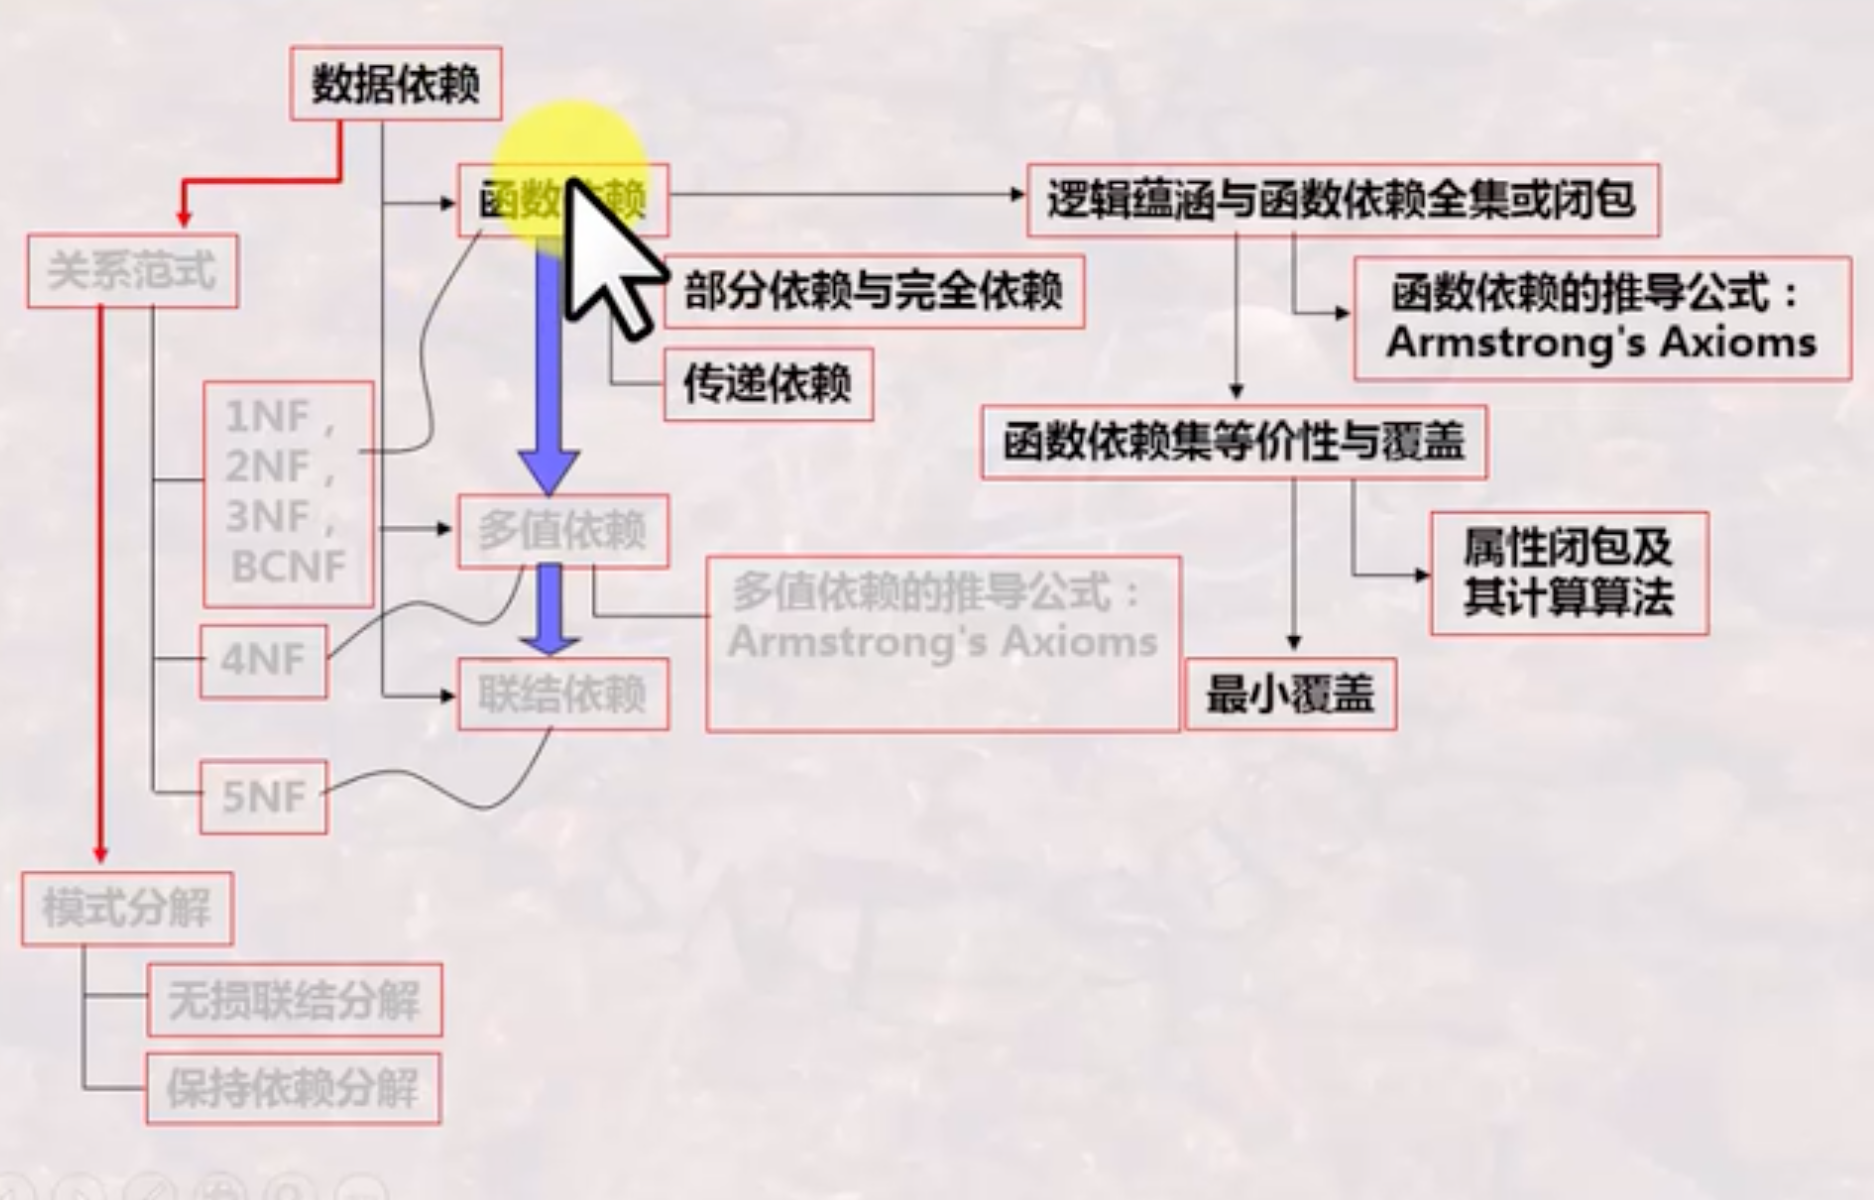 数据依赖
函数依赖
逻辑蕴涵与函数依赖全集或闭包
关系范式
部分依赖与完全依赖
函数依赖的推导公式：
Armstrong's Axioms
传递依赖
1NF，
2NF，
3NF，
BCNF
函数依赖集等价性与覆盖
多值依赖
属性闭包及
其计算算法
多值依赖的推导公式：
Armstrong's Axioms
4NF
联结依赖
最小覆盖
5NF
模式分解
无损联结分解
保持依赖分解